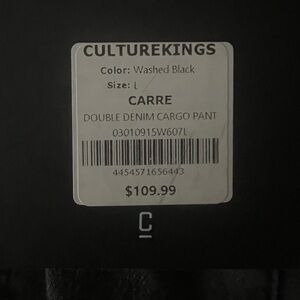 CULTUREKINGS
Color: Washed Black
Size: L
CARRE
DOUBLE DENIM CARGO PANT
03010915W607L
4454571656443
$109.99
C